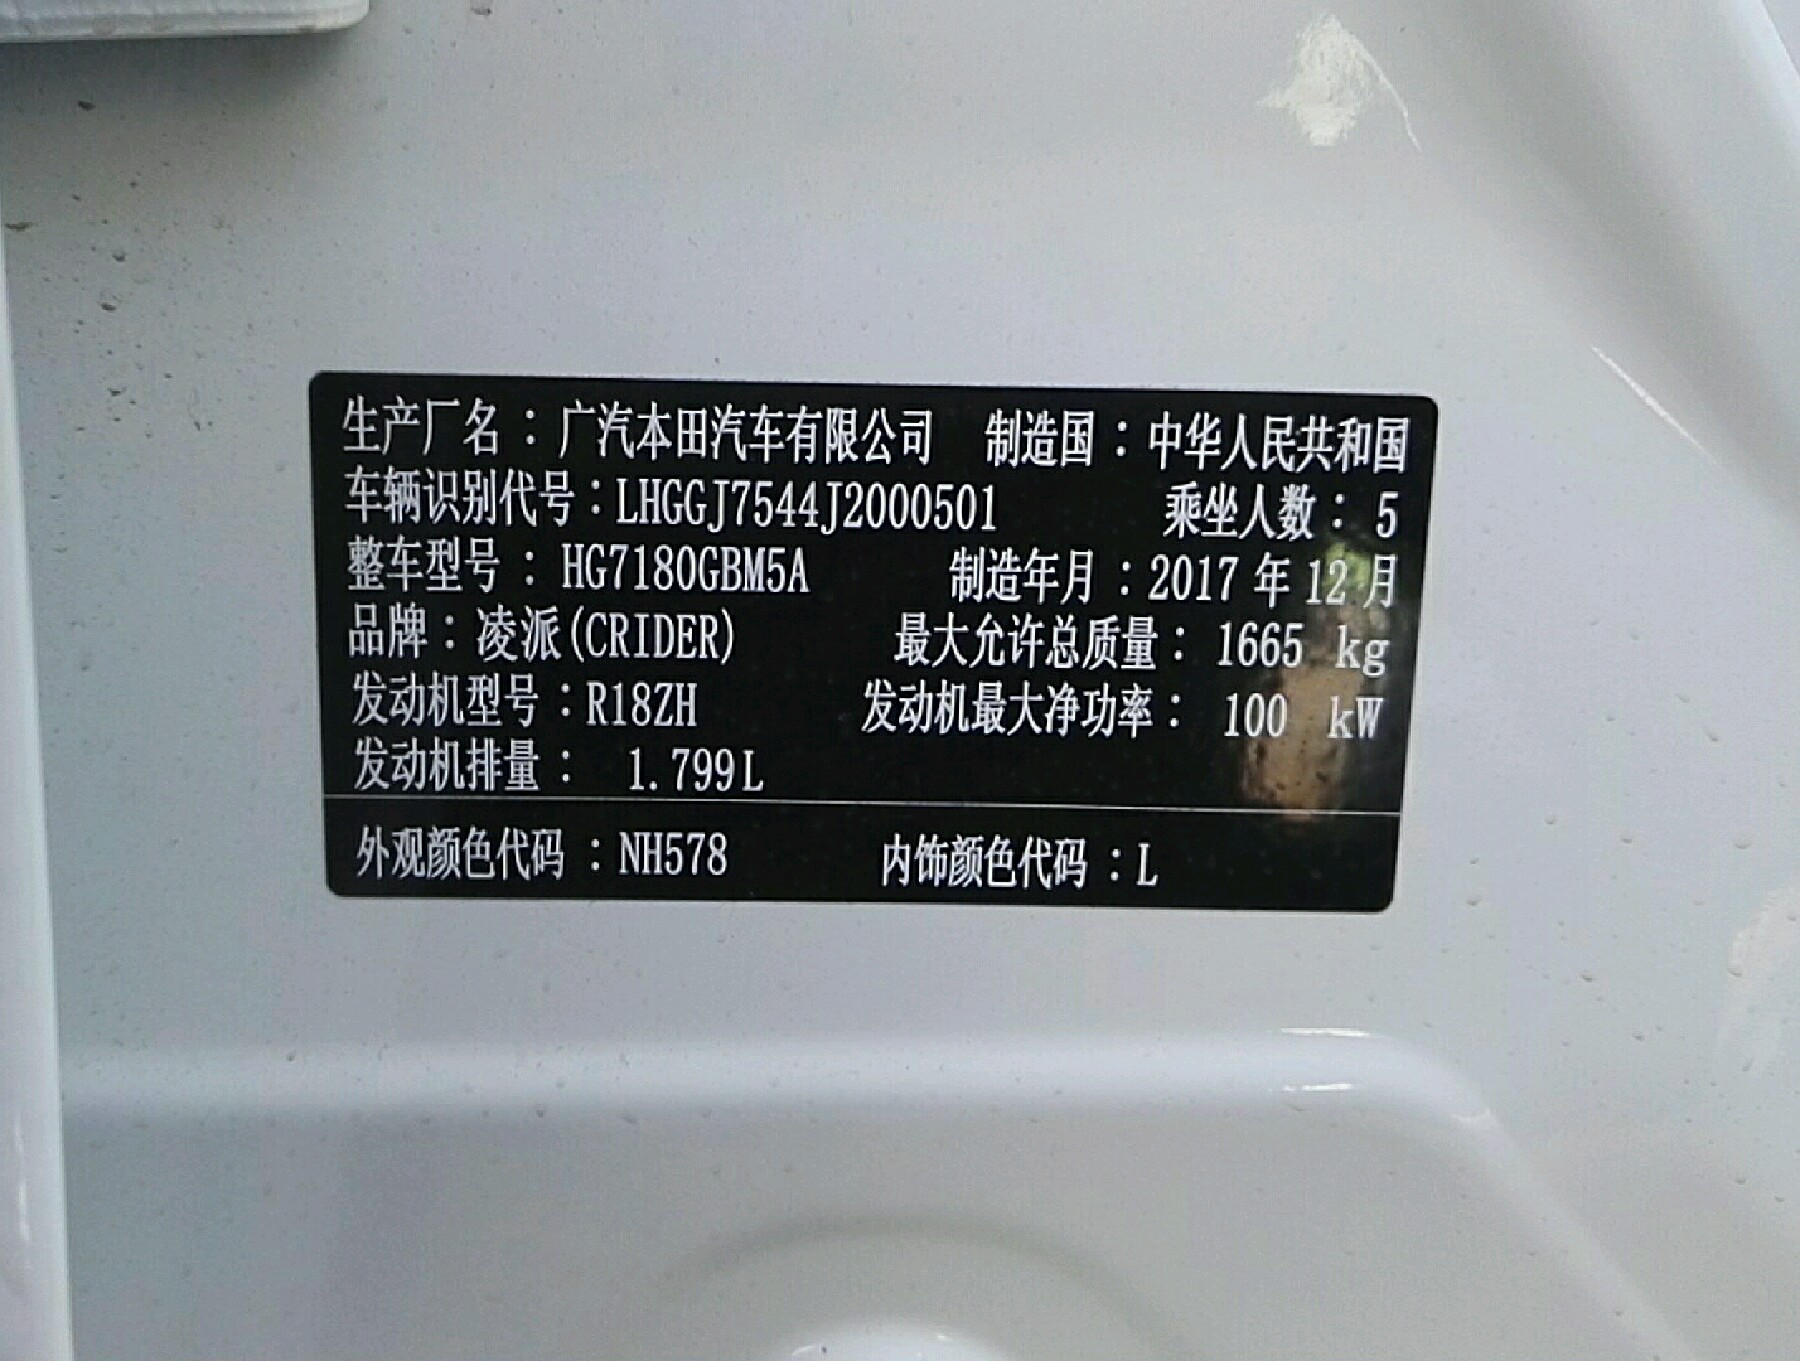 生产厂名：广汽本田汽车有限公司 制造国：中华人民共和国
车辆识别代号：LHGGJ7544J2000501 乘坐人数：5
整车型号：HG7180GBM5A 制造年月：2017 年 12 月
品牌：凌派(CRIDER) 最大允许总质量：1665 kg
发动机型号：R18ZH 发动机最大净功率：100 kW
发动机排量：1.799L
外观颜色代码：NH578 内饰颜色代码：L